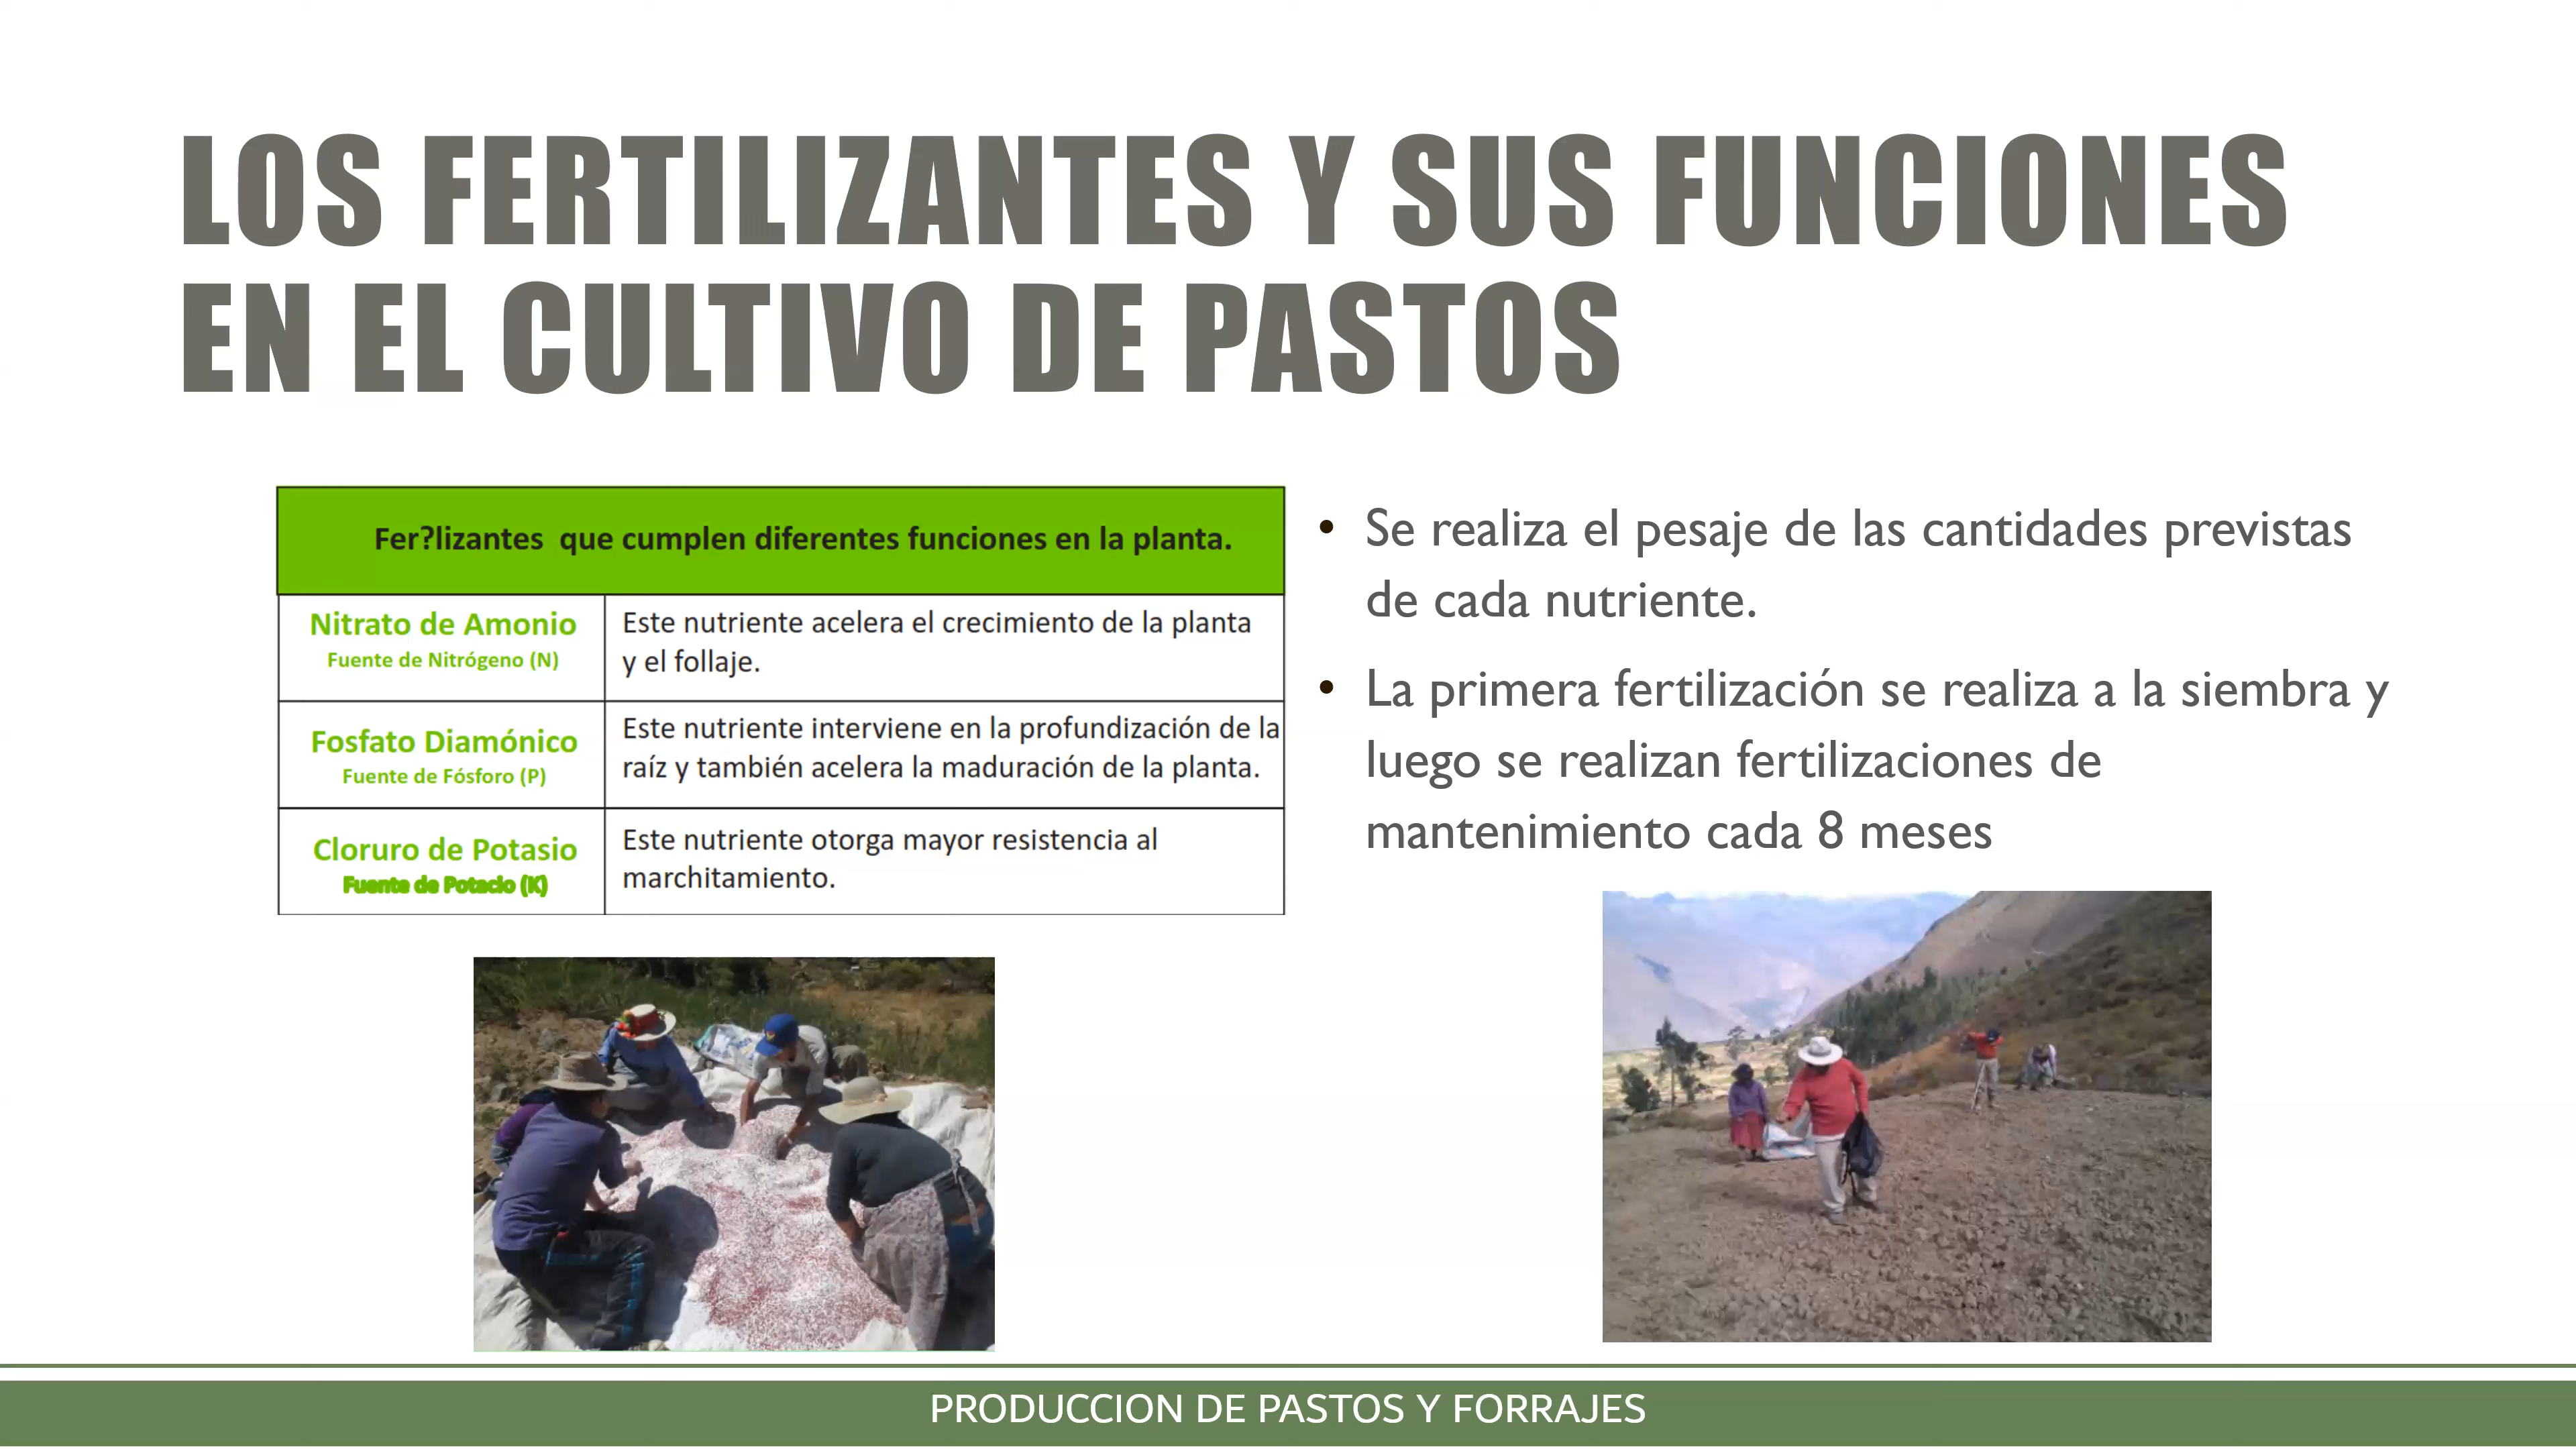 LOS FERTILIZANTES Y SUS FUNCIONES
EN EL CULTIVO DE PASTOS
Fer?lizantes que cumplen diferentes funciones en la planta.
Nitrato de Amonio
Fuente de Nitrógeno (N)
Este nutriente acelera el crecimiento de la planta
y el follaje.
Fosfato Diamónico
Fuente de Fósforo (P)
Este nutriente interviene en la profundización de la
raíz y también acelera la maduración de la planta.
Cloruro de Potasio
Fuente de Potacio (K)
Este nutriente otorga mayor resistencia al
marchitamiento.
• Se realiza el pesaje de las cantidades previstas
de cada nutriente.
• La primera fertilización se realiza a la siembra y
luego se realizan fertilizaciones de
mantenimiento cada 8 meses
PRODUCCION DE PASTOS Y FORRAJES